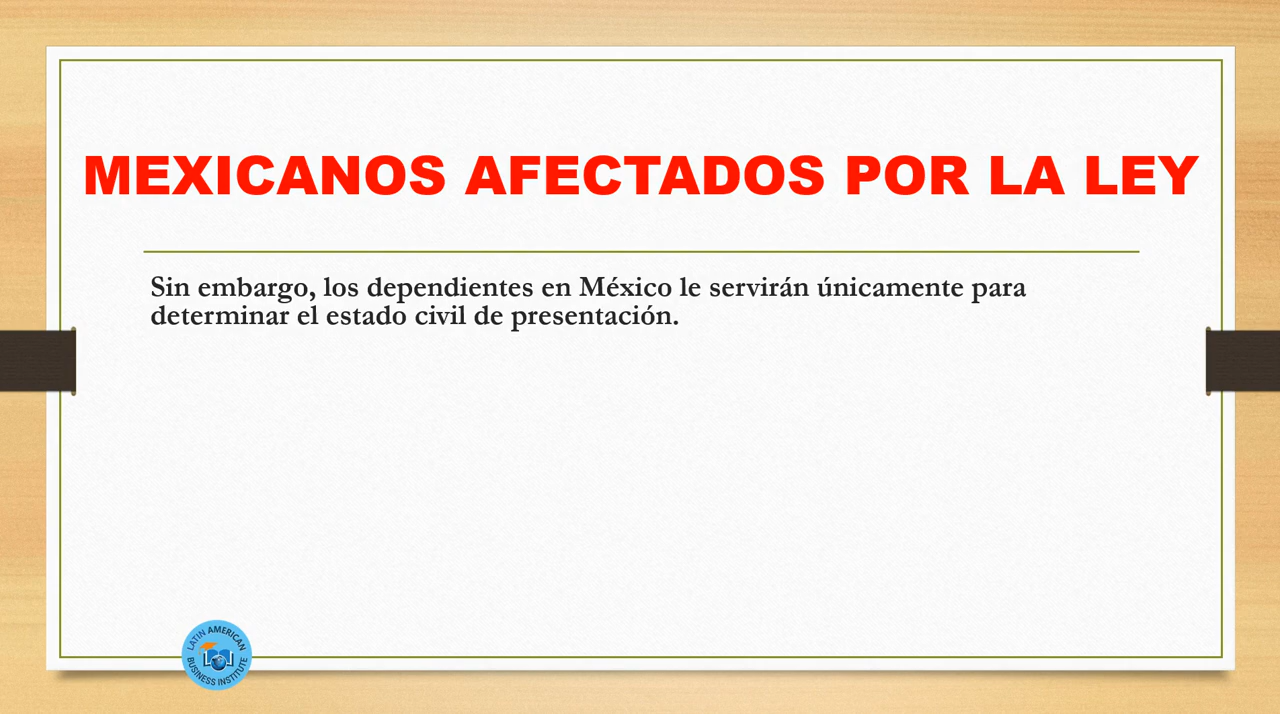 MEXICANOS AFECTADOS POR LA LEY
Sin embargo, los dependientes en México le servirán únicamente para
determinar el estado civil de presentación.
LATIN AMERICAN
BUSINESS INSTITUTE